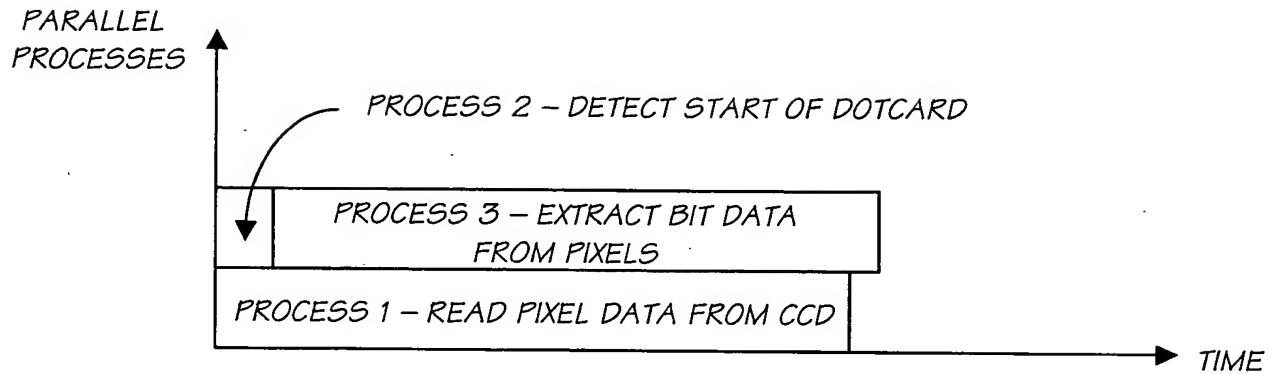 PARALLEL
PROCESSES
PROCESS 2 – DETECT START OF DOTCARD
PROCESS 3 – EXTRACT BIT DATA
FROM PIXELS
PROCESS 1 – READ PIXEL DATA FROM CCD
TIME